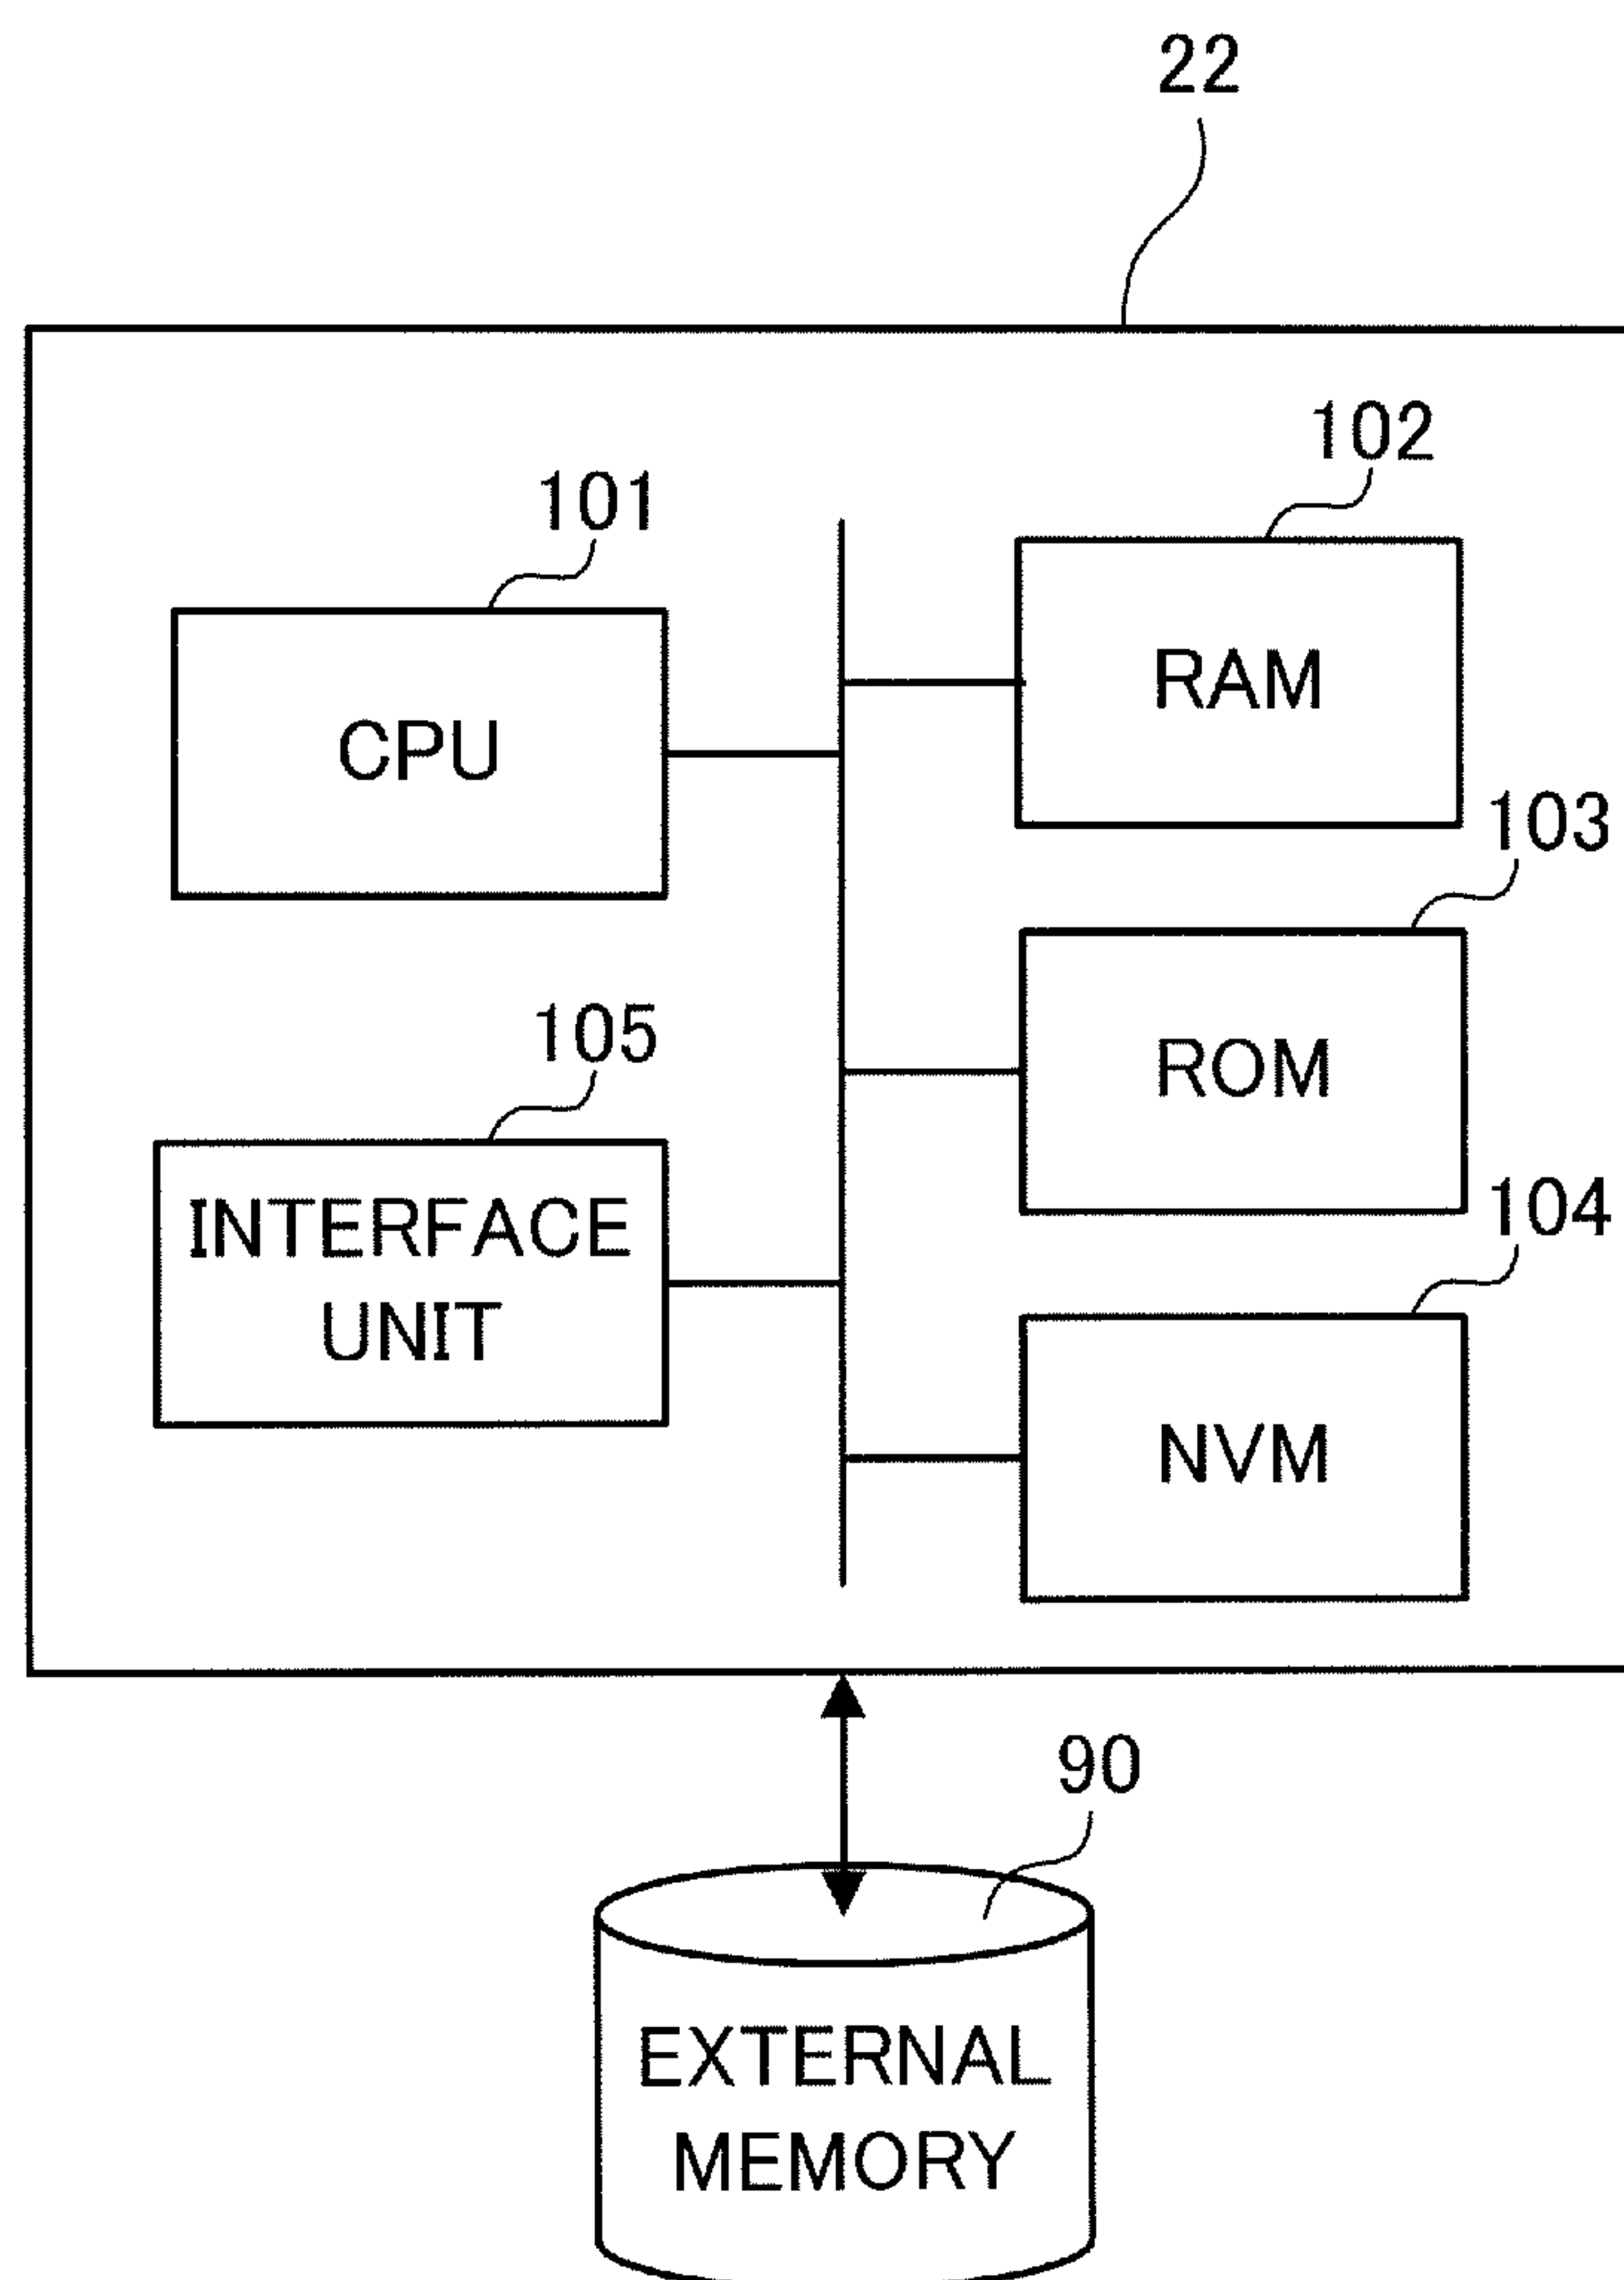 22
102
101
RAM
CPU
103
105
ROM
INTERFACE
UNIT
104
NVM
90
EXTERNAL
MEMORY